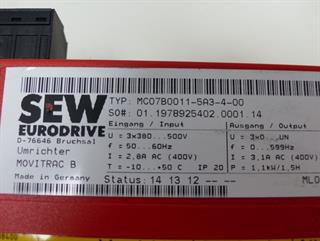 SEW
EURODRIVE
D-76646 Bruchsal
Umrichter
MOVITRAC B
Made in Germany
TYP: MC07B0011-5A3-4-00
SO#: 01.1978925402.0001.14
Eingang / Input
U = 3x380...500V
f = 50...60Hz
I = 2,8A AC (400V)
T = -10...+50 C IP 20
Ausgang / Output
U = 3x0...UN
f = 0...599Hz
I = 3,1A AC (400V)
P = 1,1kW/1.5H
Status: 14 13 12 -- --
MLO